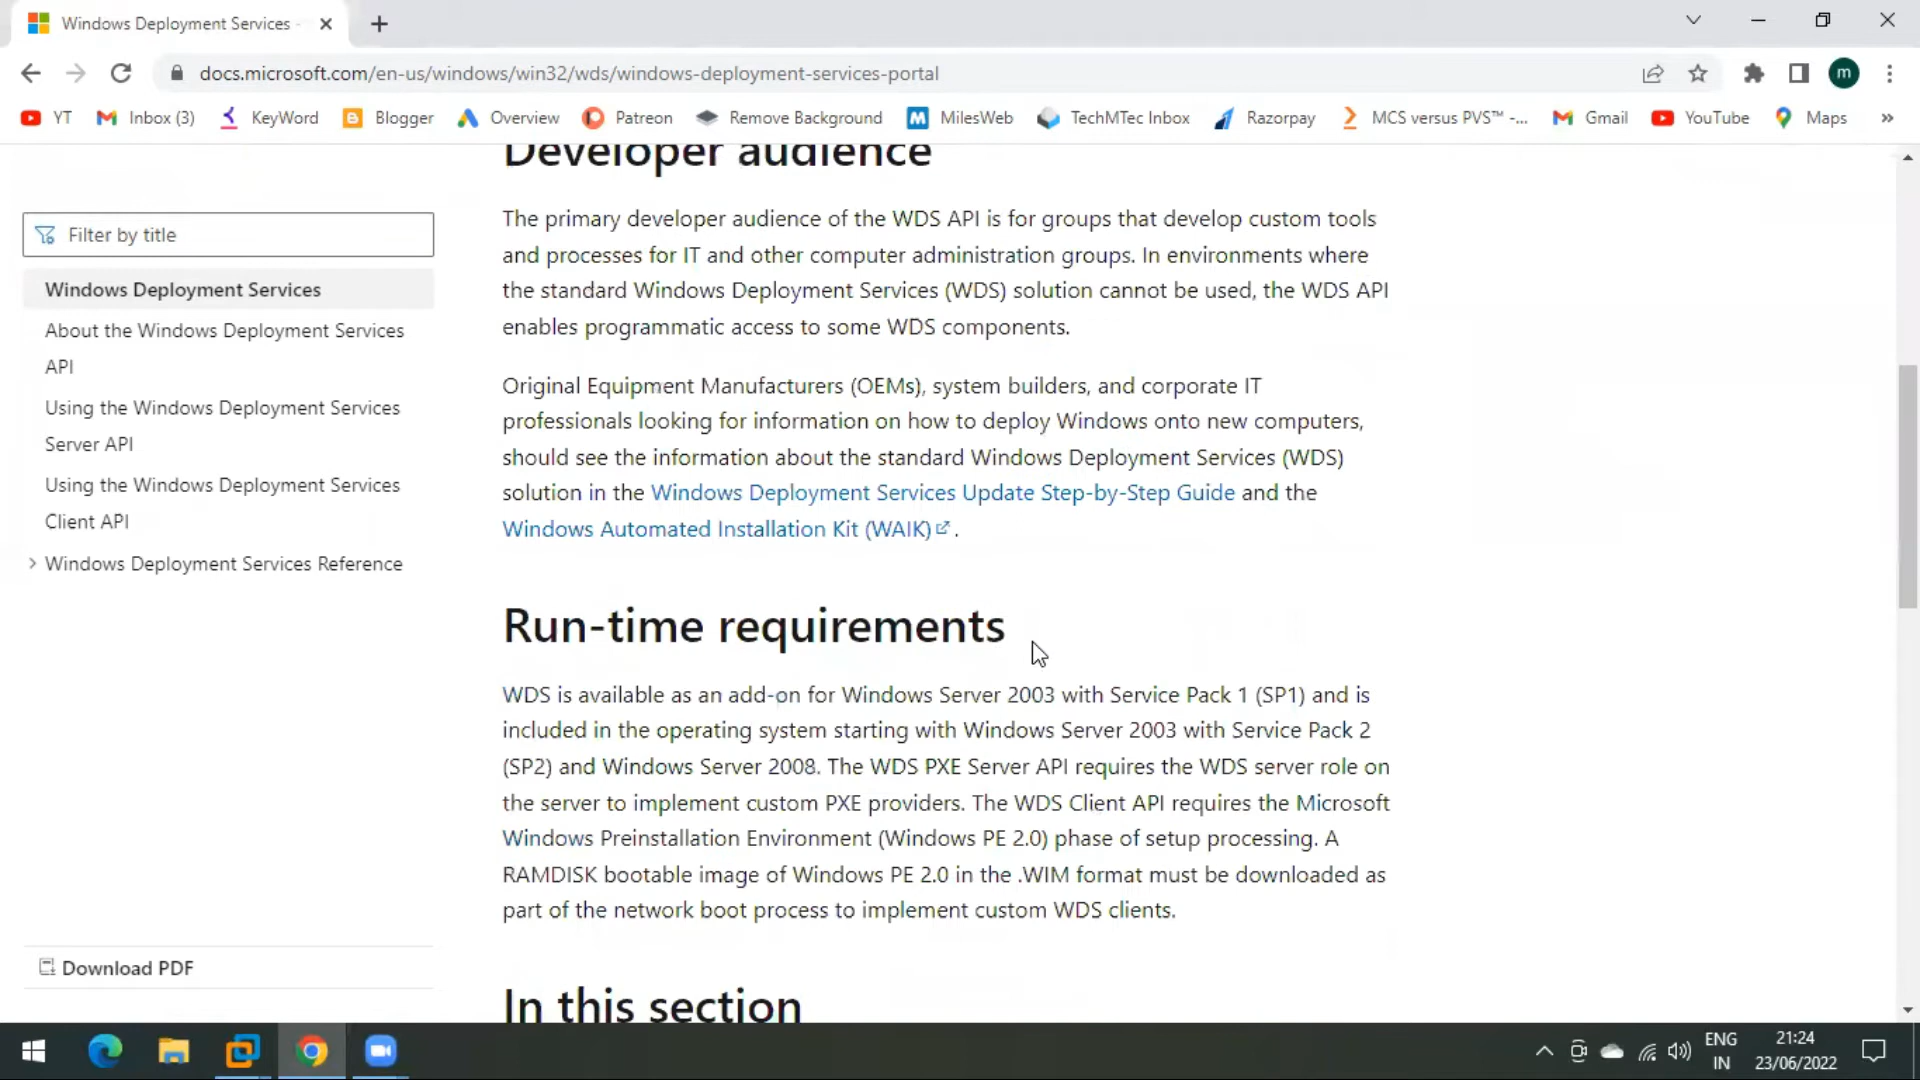 Windows Deployment Services -
docs.microsoft.com/en-us/windows/win32/wds/windows-deployment-services-portal
m
YT
Inbox (3)
KeyWord
Blogger
Overview
Patreon
Remove Background
MilesWeb
TechMTec Inbox
Razorpay
MCS versus PVS™ -...
Gmail
YouTube
Maps
»
Filter by title
Windows Deployment Services
About the Windows Deployment Services
API
Using the Windows Deployment Services
Server API
Using the Windows Deployment Services
Client API
Windows Deployment Services Reference
Download PDF
Developer audience
The primary developer audience of the WDS API is for groups that develop custom tools
and processes for IT and other computer administration groups. In environments where
the standard Windows Deployment Services (WDS) solution cannot be used, the WDS API
enables programmatic access to some WDS components.
Original Equipment Manufacturers (OEMs), system builders, and corporate IT
professionals looking for information on how to deploy Windows onto new computers,
should see the information about the standard Windows Deployment Services (WDS)
solution in the Windows Deployment Services Update Step-by-Step Guide and the
Windows Automated Installation Kit (WAIK) .
Run-time requirements
WDS is available as an add-on for Windows Server 2003 with Service Pack 1 (SP1) and is
included in the operating system starting with Windows Server 2003 with Service Pack 2
(SP2) and Windows Server 2008. The WDS PXE Server API requires the WDS server role on
the server to implement custom PXE providers. The WDS Client API requires the Microsoft
Windows Preinstallation Environment (Windows PE 2.0) phase of setup processing. A
RAMDISK bootable image of Windows PE 2.0 in the .WIM format must be downloaded as
part of the network boot process to implement custom WDS clients.
In this section
ENG
IN
21:24
23/06/2022